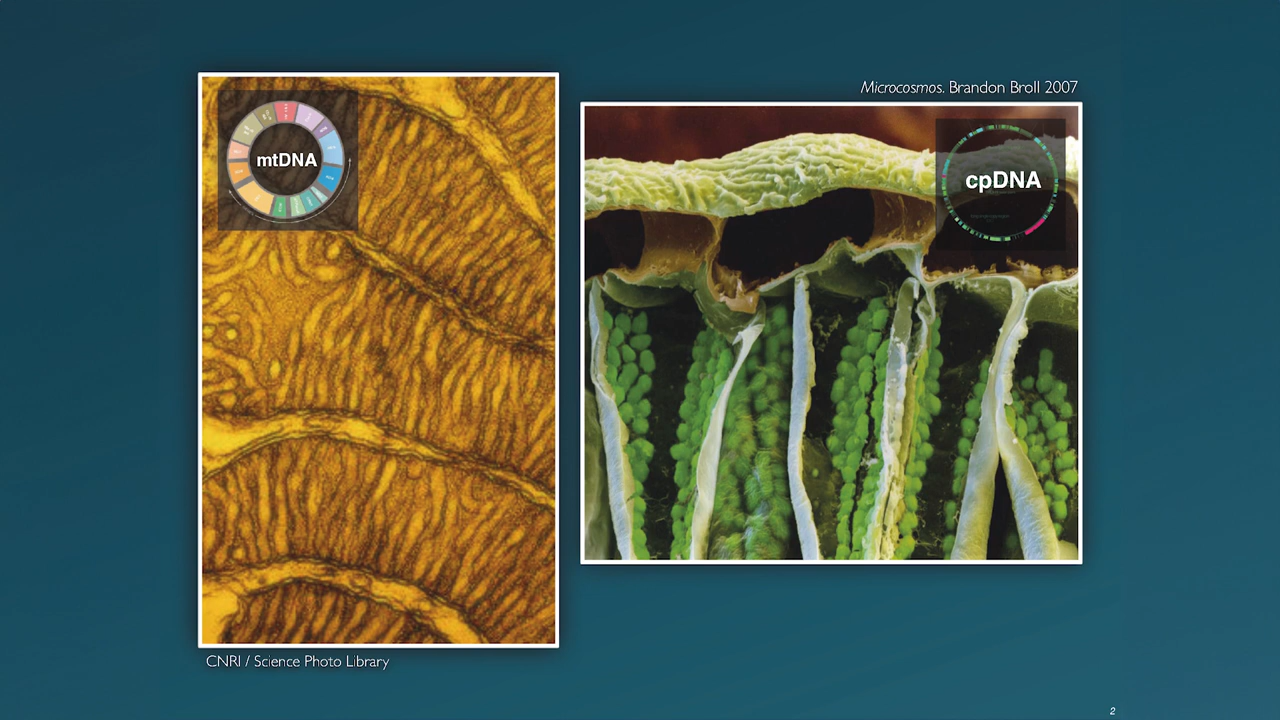 mtDNA
Microcosmos. Brandon Broll 2007
cpDNA
CNRI / Science Photo Library
2